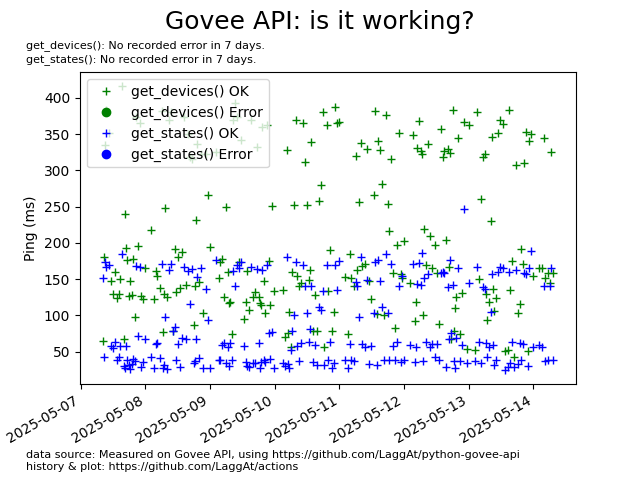 Govee API: is it working?
get_devices(): No recorded error in 7 days.
get_states(): No recorded error in 7 days.
get_devices() OK
get_devices() Error
get_states() OK
get_states() Error
Ping (ms)
400
350
300
250
200
150
100
50
2025-05-07
2025-05-08
2025-05-09
2025-05-10
2025-05-11
2025-05-12
2025-05-13
2025-05-14
data source: Measured on Govee API, using https://github.com/LaggAt/python-govee-api
history & plot: https://github.com/LaggAt/actions